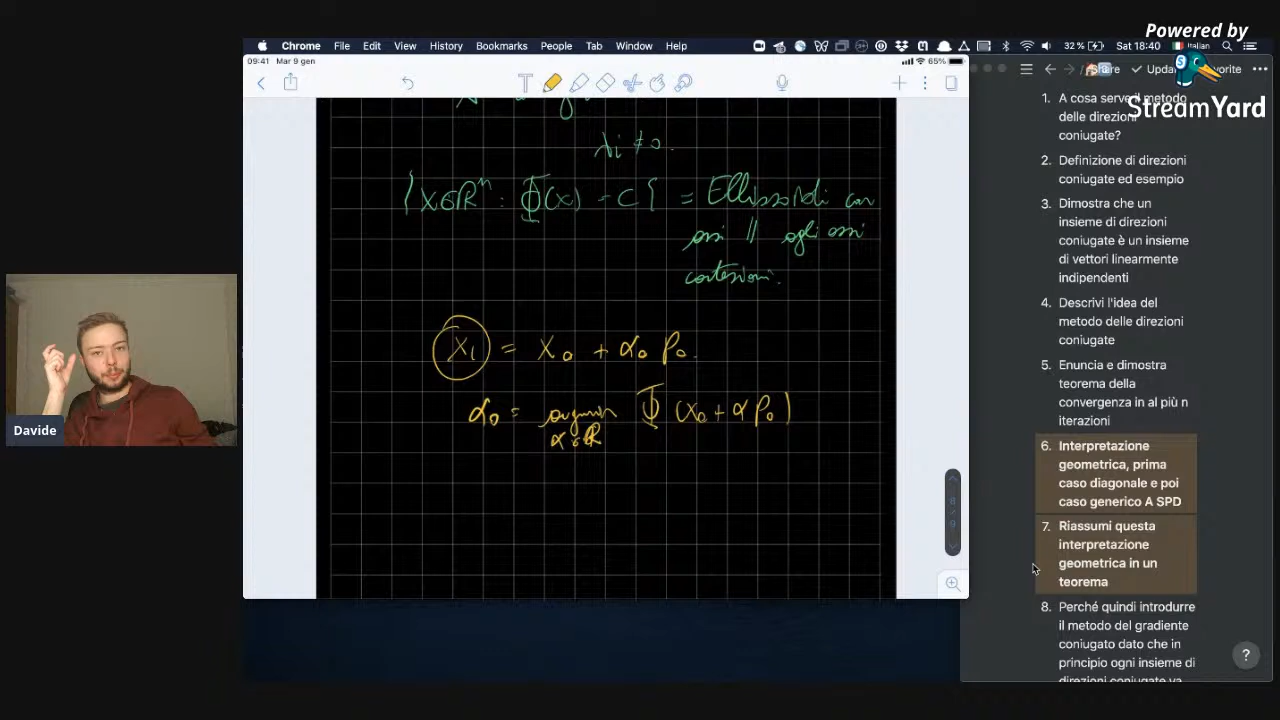 Powered by
StreamYard
Chrome File Edit View History Bookmarks People Tab Window Help
32% Sat 18:40 Italian
09:41 Mar 9 gen
65%
Share Favorite
λi ≠ 0.
{ x ∈ ℝⁿ : Φ(x) = C } = Ellissoidi con
assi // agli assi
cartesiani.
x₁ = x₀ + α₀ p₀.
α₀ = argmin Φ(x₀ + α p₀)
α ∈ ℝ
1. A cosa serve il metodo
delle direzioni
coniugate?
2. Definizione di direzioni
coniugate ed esempio
3. Dimostra che un
insieme di direzioni
coniugate è un insieme
di vettori linearmente
indipendenti
4. Descrivi l'idea del
metodo delle direzioni
coniugate
5. Enuncia e dimostra
teorema della
convergenza in al più n
iterazioni
6. Interpretazione
geometrica, prima
caso diagonale e poi
caso generico A SPD
7. Riassumi questa
interpretazione
geometrica in un
teorema
8. Perché quindi introdurre
il metodo del gradiente
coniugato dato che in
principio ogni insieme di
direzioni coniugate va
Davide